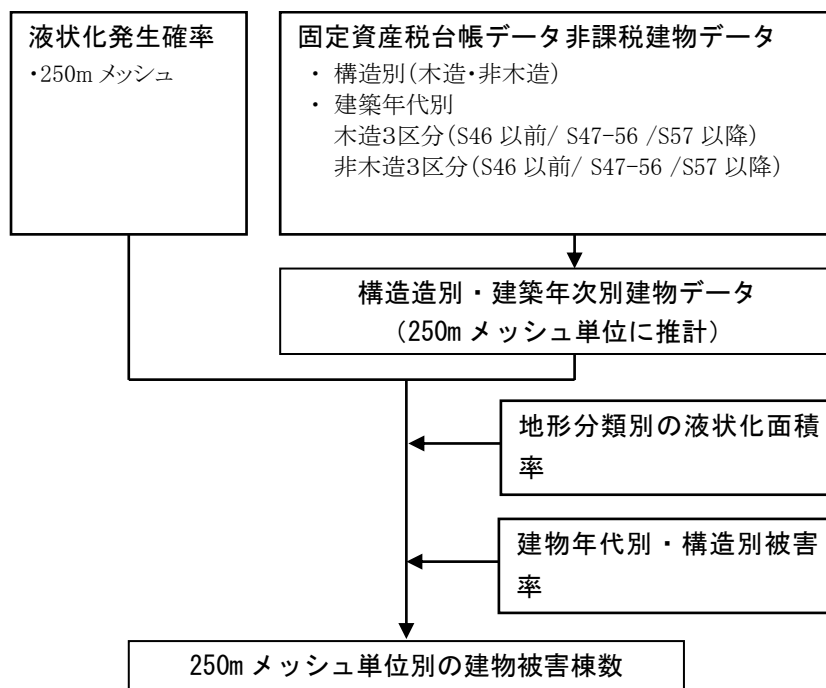 液状化発生確率
・250m メッシュ
固定資産税台帳データ非課税建物データ
・ 構造別(木造・非木造)
・ 建築年代別
木造3区分(S46 以前/ S47-56 /S57 以降)
非木造3区分(S46 以前/ S47-56 /S57 以降)
構造造別・建築年次別建物データ
（250m メッシュ単位に推計）
地形分類別の液状化面積
率
建物年代別・構造別被害
率
250m メッシュ単位別の建物被害棟数